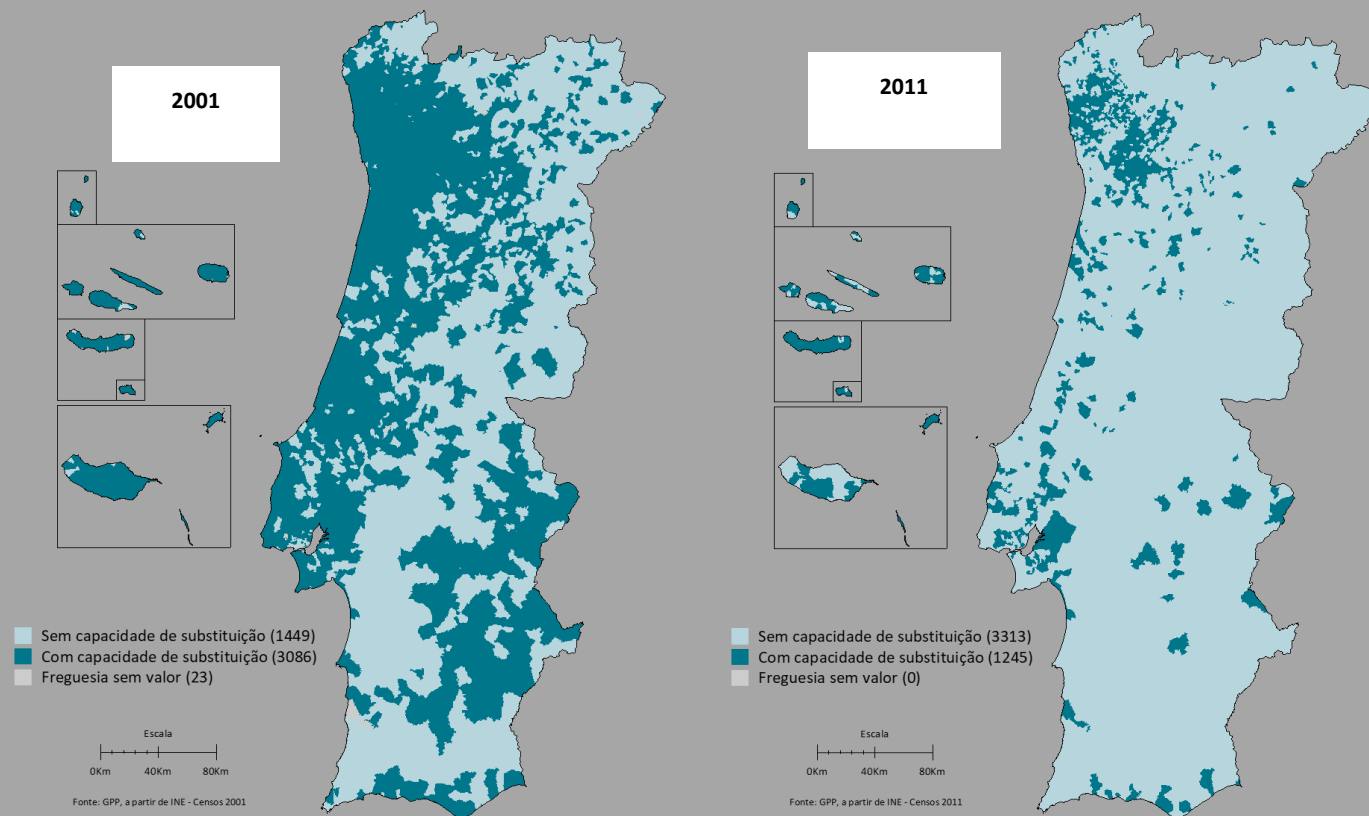 2001
Sem capacidade de substituição (1449)
Com capacidade de substituição (3086)
Freguesia sem valor (23)
Escala
0Km 40Km 80Km
Fonte: GPP, a partir de INE - Censos 2001
2011
Sem capacidade de substituição (3313)
Com capacidade de substituição (1245)
Freguesia sem valor (0)
Escala
0Km 40Km 80Km
Fonte: GPP, a partir de INE - Censos 2011